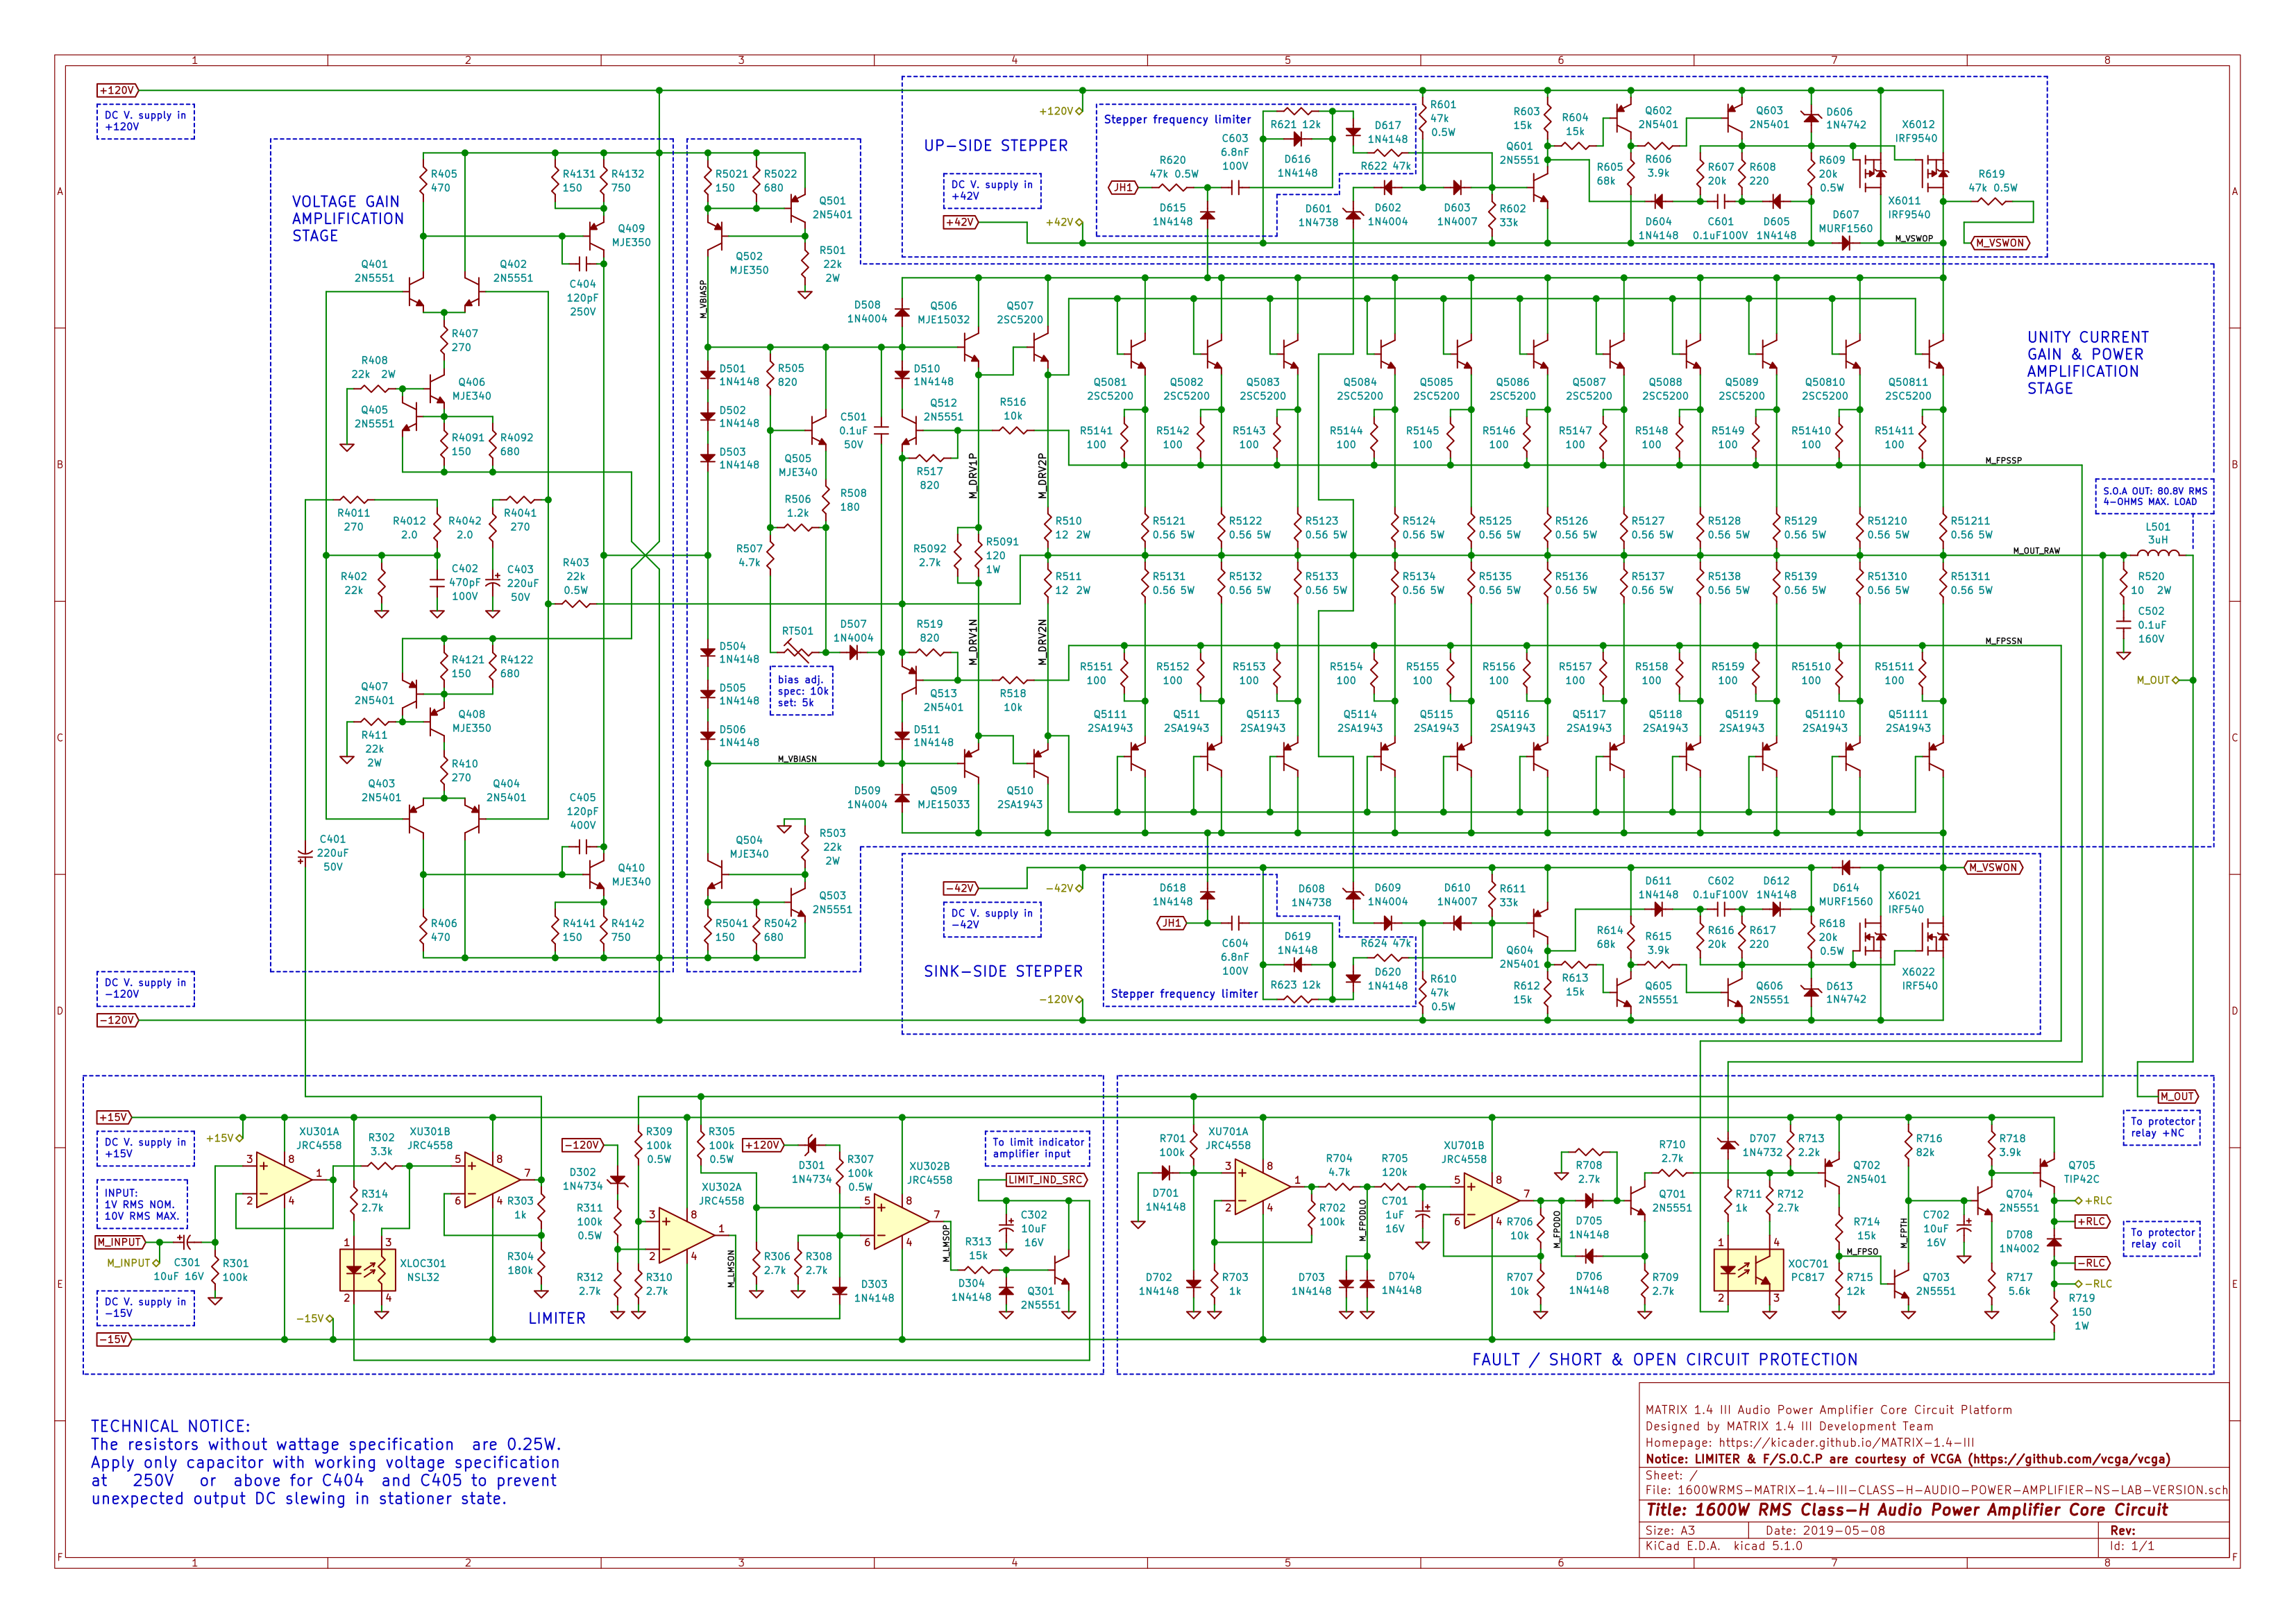 1 2 3 4 5 6 7 8
A
B
C
D
E
F
+120V
DC V. supply in
+120V
VOLTAGE GAIN
AMPLIFICATION
STAGE
R405
470
R4131
150
R4132
750
Q409
MJE350
Q401
2N5551
Q402
2N5551
C404
120pF
250V
R407
270
R408
22k 2W
Q406
MJE340
Q405
2N5551
R4091
150
R4092
680
R4011
270
R4012
2.0
R4042
2.0
R4041
270
R402
22k
C402
470pF
100V
C403
220uF
50V
R403
22k
0.5W
R4121
150
R4122
680
Q407
2N5401
Q408
MJE350
R411
22k
2W
R410
270
Q403
2N5401
Q404
2N5401
C405
120pF
400V
C401
220uF
50V
Q410
MJE340
R406
470
R4141
150
R4142
750
DC V. supply in
-120V
-120V
R5021
150
R5022
680
Q501
2N5401
Q502
MJE350
R501
22k
2W
M_VBIASP
D501
1N4148
D502
1N4148
D503
1N4148
R505
820
Q505
MJE340
C501
0.1uF
50V
R506
1.2k
R508
180
R507
4.7k
RT501
D507
1N4004
bias adj.
spec: 10k
set: 5k
D504
1N4148
D505
1N4148
D506
1N4148
M_VBIASN
Q504
MJE340
R503
22k
2W
Q503
2N5551
R5041
150
R5042
680
UP-SIDE STEPPER
+120V
DC V. supply in
+42V
+42V
+42V
Stepper frequency limiter
R620
47k 0.5W
JH1
C603
6.8nF
100V
D615
1N4148
R621 12k
D616
1N4148
D617
1N4148
R622 47k
D601
1N4738
D602
1N4004
D603
1N4007
R601
47k
0.5W
R602
33k
R603
15k
R604
15k
Q601
2N5551
Q602
2N5401
R605
68k
R606
3.9k
Q603
2N5401
R607
20k
R608
220
D604
1N4148
C601
0.1uF100V
D605
1N4148
D606
1N4742
R609
20k
0.5W
D607
MURF1560
X6012
IRF9540
X6011
IRF9540
R619
47k 0.5W
M_VSWOP
M_VSWON
UNITY CURRENT
GAIN & POWER
AMPLIFICATION
STAGE
D508
1N4004
Q506
MJE15032
Q507
2SC5200
D510
1N4148
Q512
2N5551
R516
10k
R517
820
M_DRV1P
M_DRV2P
R510
12 2W
R5092
2.7k
R5091
120
1W
R511
12 2W
R519
820
M_DRV1N
M_DRV2N
Q513
2N5401
R518
10k
D511
1N4148
D509
1N4004
Q509
MJE15033
Q510
2SA1943
Q5081
2SC5200
Q5082
2SC5200
Q5083
2SC5200
Q5084
2SC5200
Q5085
2SC5200
Q5086
2SC5200
Q5087
2SC5200
Q5088
2SC5200
Q5089
2SC5200
Q50810
2SC5200
Q50811
2SC5200
R5141
100
R5142
100
R5143
100
R5144
100
R5145
100
R5146
100
R5147
100
R5148
100
R5149
100
R51410
100
R51411
100
M_FPSSP
R5121
0.56 5W
R5122
0.56 5W
R5123
0.56 5W
R5124
0.56 5W
R5125
0.56 5W
R5126
0.56 5W
R5127
0.56 5W
R5128
0.56 5W
R5129
0.56 5W
R51210
0.56 5W
R51211
0.56 5W
M_OUT_RAW
R5131
0.56 5W
R5132
0.56 5W
R5133
0.56 5W
R5134
0.56 5W
R5135
0.56 5W
R5136
0.56 5W
R5137
0.56 5W
R5138
0.56 5W
R5139
0.56 5W
R51310
0.56 5W
R51311
0.56 5W
M_FPSSN
R5151
100
R5152
100
R5153
100
R5154
100
R5155
100
R5156
100
R5157
100
R5158
100
R5159
100
R51510
100
R51511
100
Q5111
2SA1943
Q511
2SA1943
Q5113
2SA1943
Q5114
2SA1943
Q5115
2SA1943
Q5116
2SA1943
Q5117
2SA1943
Q5118
2SA1943
Q5119
2SA1943
Q51110
2SA1943
Q51111
2SA1943
S.O.A OUT: 80.8V RMS
4-OHMS MAX. LOAD
L501
3uH
R520
10 2W
C502
0.1uF
160V
M_OUT
-42V
DC V. supply in
-42V
-42V
SINK-SIDE STEPPER
-120V
D618
1N4148
JH1
C604
6.8nF
100V
D619
1N4148
R623 12k
D620
1N4148
R624 47k
Stepper frequency limiter
D608
1N4738
D609
1N4004
D610
1N4007
R611
33k
R610
47k
0.5W
Q604
2N5401
R612
15k
R613
15k
R614
68k
R615
3.9k
Q605
2N5551
D611
1N4148
C602
0.1uF100V
D612
1N4148
R616
20k
R617
220
Q606
2N5551
R618
20k
0.5W
D613
1N4742
D614
MURF1560
X6021
IRF540
X6022
IRF540
M_VSWON
+15V
DC V. supply in
+15V
+15V
INPUT:
1V RMS NOM.
10V RMS MAX.
M_INPUT
M_INPUT
C301
10uF 16V
R301
100k
DC V. supply in
-15V
-15V
-15V
XU301A
JRC4558
R302
3.3k
XU301B
JRC4558
R314
2.7k
XLOC301
NSL32
R303
1k
R304
180k
LIMITER
-120V
D302
1N4734
R311
100k
0.5W
R312
2.7k
R309
100k
0.5W
R310
2.7k
XU302A
JRC4558
R305
100k
0.5W
M_LMSON
R306
2.7k
R308
2.7k
+120V
D301
1N4734
R307
100k
0.5W
D303
1N4148
XU302B
JRC4558
M_LMSOP
R313
15k
D304
1N4148
C302
10uF
16V
Q301
2N5551
LIMIT_IND_SRC
To limit indicator
amplifier input
R701
100k
D701
1N4148
D702
1N4148
XU701A
JRC4558
R703
1k
R702
100k
R704
4.7k
R705
120k
M_FPODLO
D703
1N4148
D704
1N4148
C701
1uF
16V
XU701B
JRC4558
R706
10k
R707
10k
M_FPODO
R708
2.7k
D705
1N4148
D706
1N4148
Q701
2N5551
R709
2.7k
R710
2.7k
D707
1N4732
R711
1k
R712
2.7k
R713
2.2k
XOC701
PC817
Q702
2N5401
R714
15k
M_FPSO
R715
12k
R716
82k
M_FPTH
Q703
2N5551
C702
10uF
16V
R718
3.9k
Q704
2N5551
R717
5.6k
Q705
TIP42C
+RLC
+RLC
D708
1N4002
-RLC
-RLC
R719
150
1W
M_OUT
To protector
relay +NC
To protector
relay coil
FAULT / SHORT & OPEN CIRCUIT PROTECTION
TECHNICAL NOTICE:
The resistors without wattage specification are 0.25W.
Apply only capacitor with working voltage specification
at 250V or above for C404 and C405 to prevent
unexpected output DC slewing in stationer state.
MATRIX 1.4 III Audio Power Amplifier Core Circuit Platform
Designed by MATRIX 1.4 III Development Team
Homepage: https://kicader.github.io/MATRIX-1.4-III
Notice: LIMITER & F/S.O.C.P are courtesy of VCGA (https://github.com/vcga/vcga)
Sheet: /
File: 1600WRMS-MATRIX-1.4-III-CLASS-H-AUDIO-POWER-AMPLIFIER-NS-LAB-VERSION.sch
Title: 1600W RMS Class-H Audio Power Amplifier Core Circuit
Size: A3 Date: 2019-05-08 Rev:
KiCad E.D.A. kicad 5.1.0 Id: 1/1
1 2 3 4 5 6 7 8